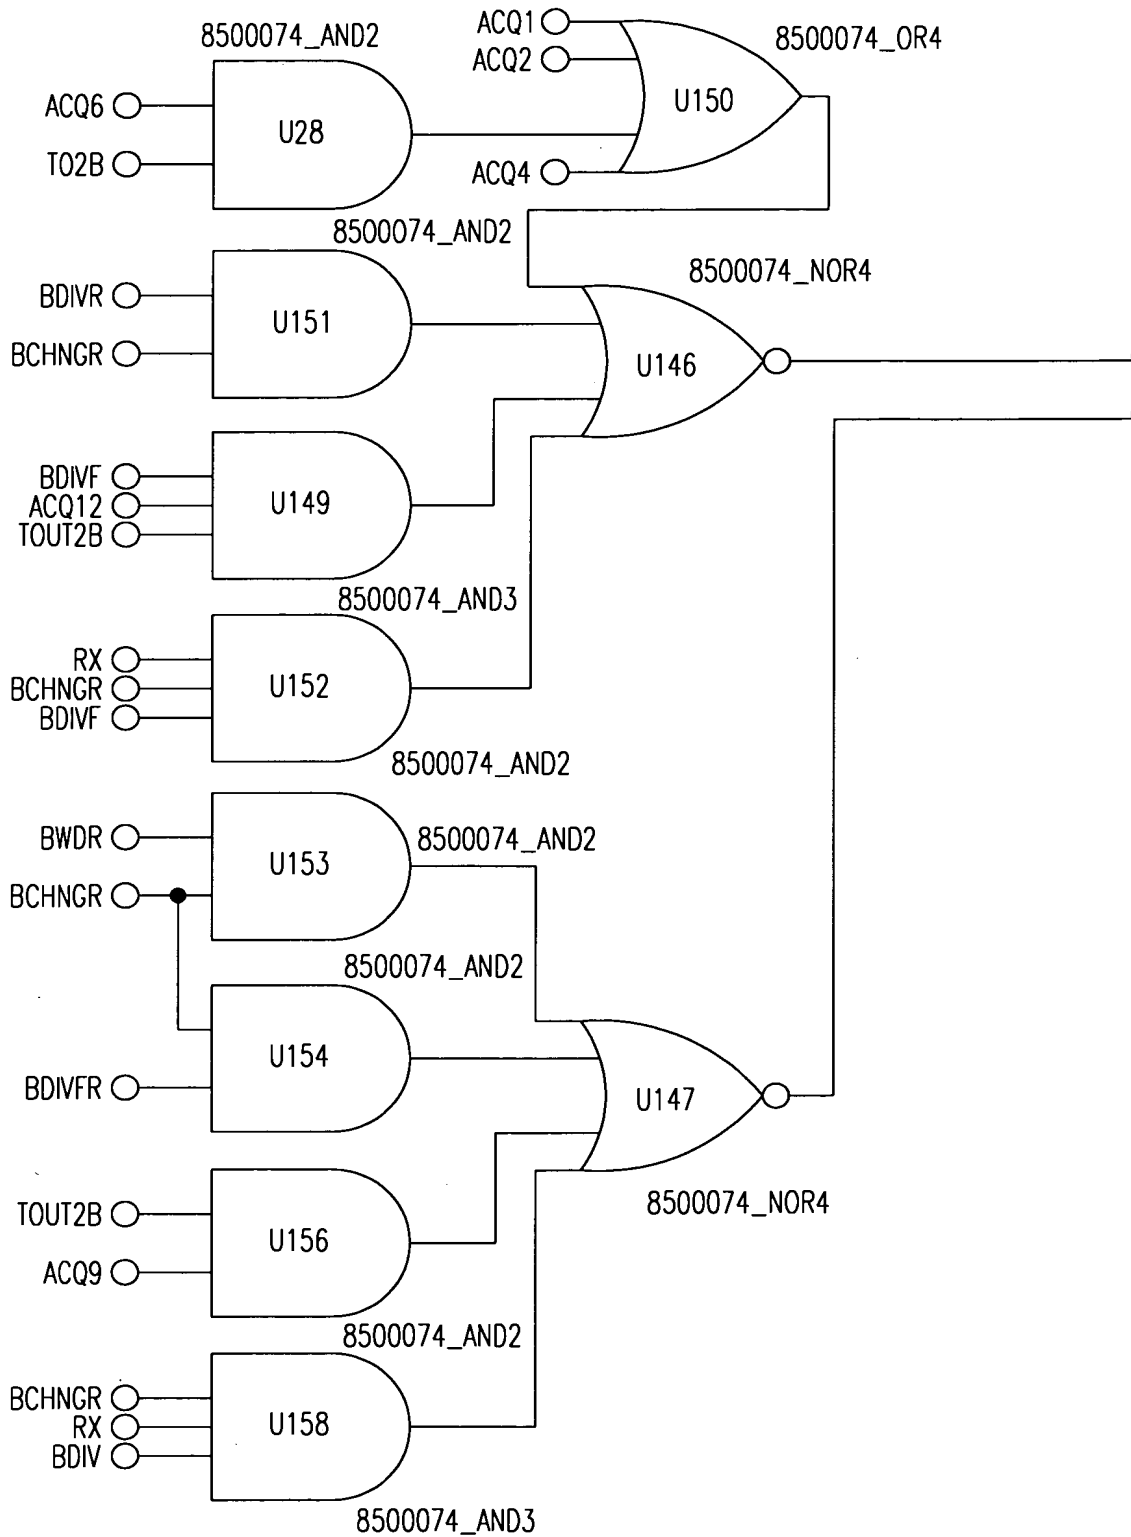 ACQ1
8500074_AND2
8500074_OR4
ACQ2
U150
ACQ6
U28
TO2B
ACQ4
8500074_AND2
8500074_NOR4
BDIVR
U151
BCHNGR
U146
BDIVF
ACQ12
U149
TOUT2B
8500074_AND3
RX
BCHNGR
U152
BDIVF
8500074_AND2
BWDR
8500074_AND2
U153
BCHNGR
8500074_AND2
U154
BDIVFR
U147
8500074_NOR4
TOUT2B
U156
ACQ9
8500074_AND2
BCHNGR
RX
U158
BDIV
8500074_AND3